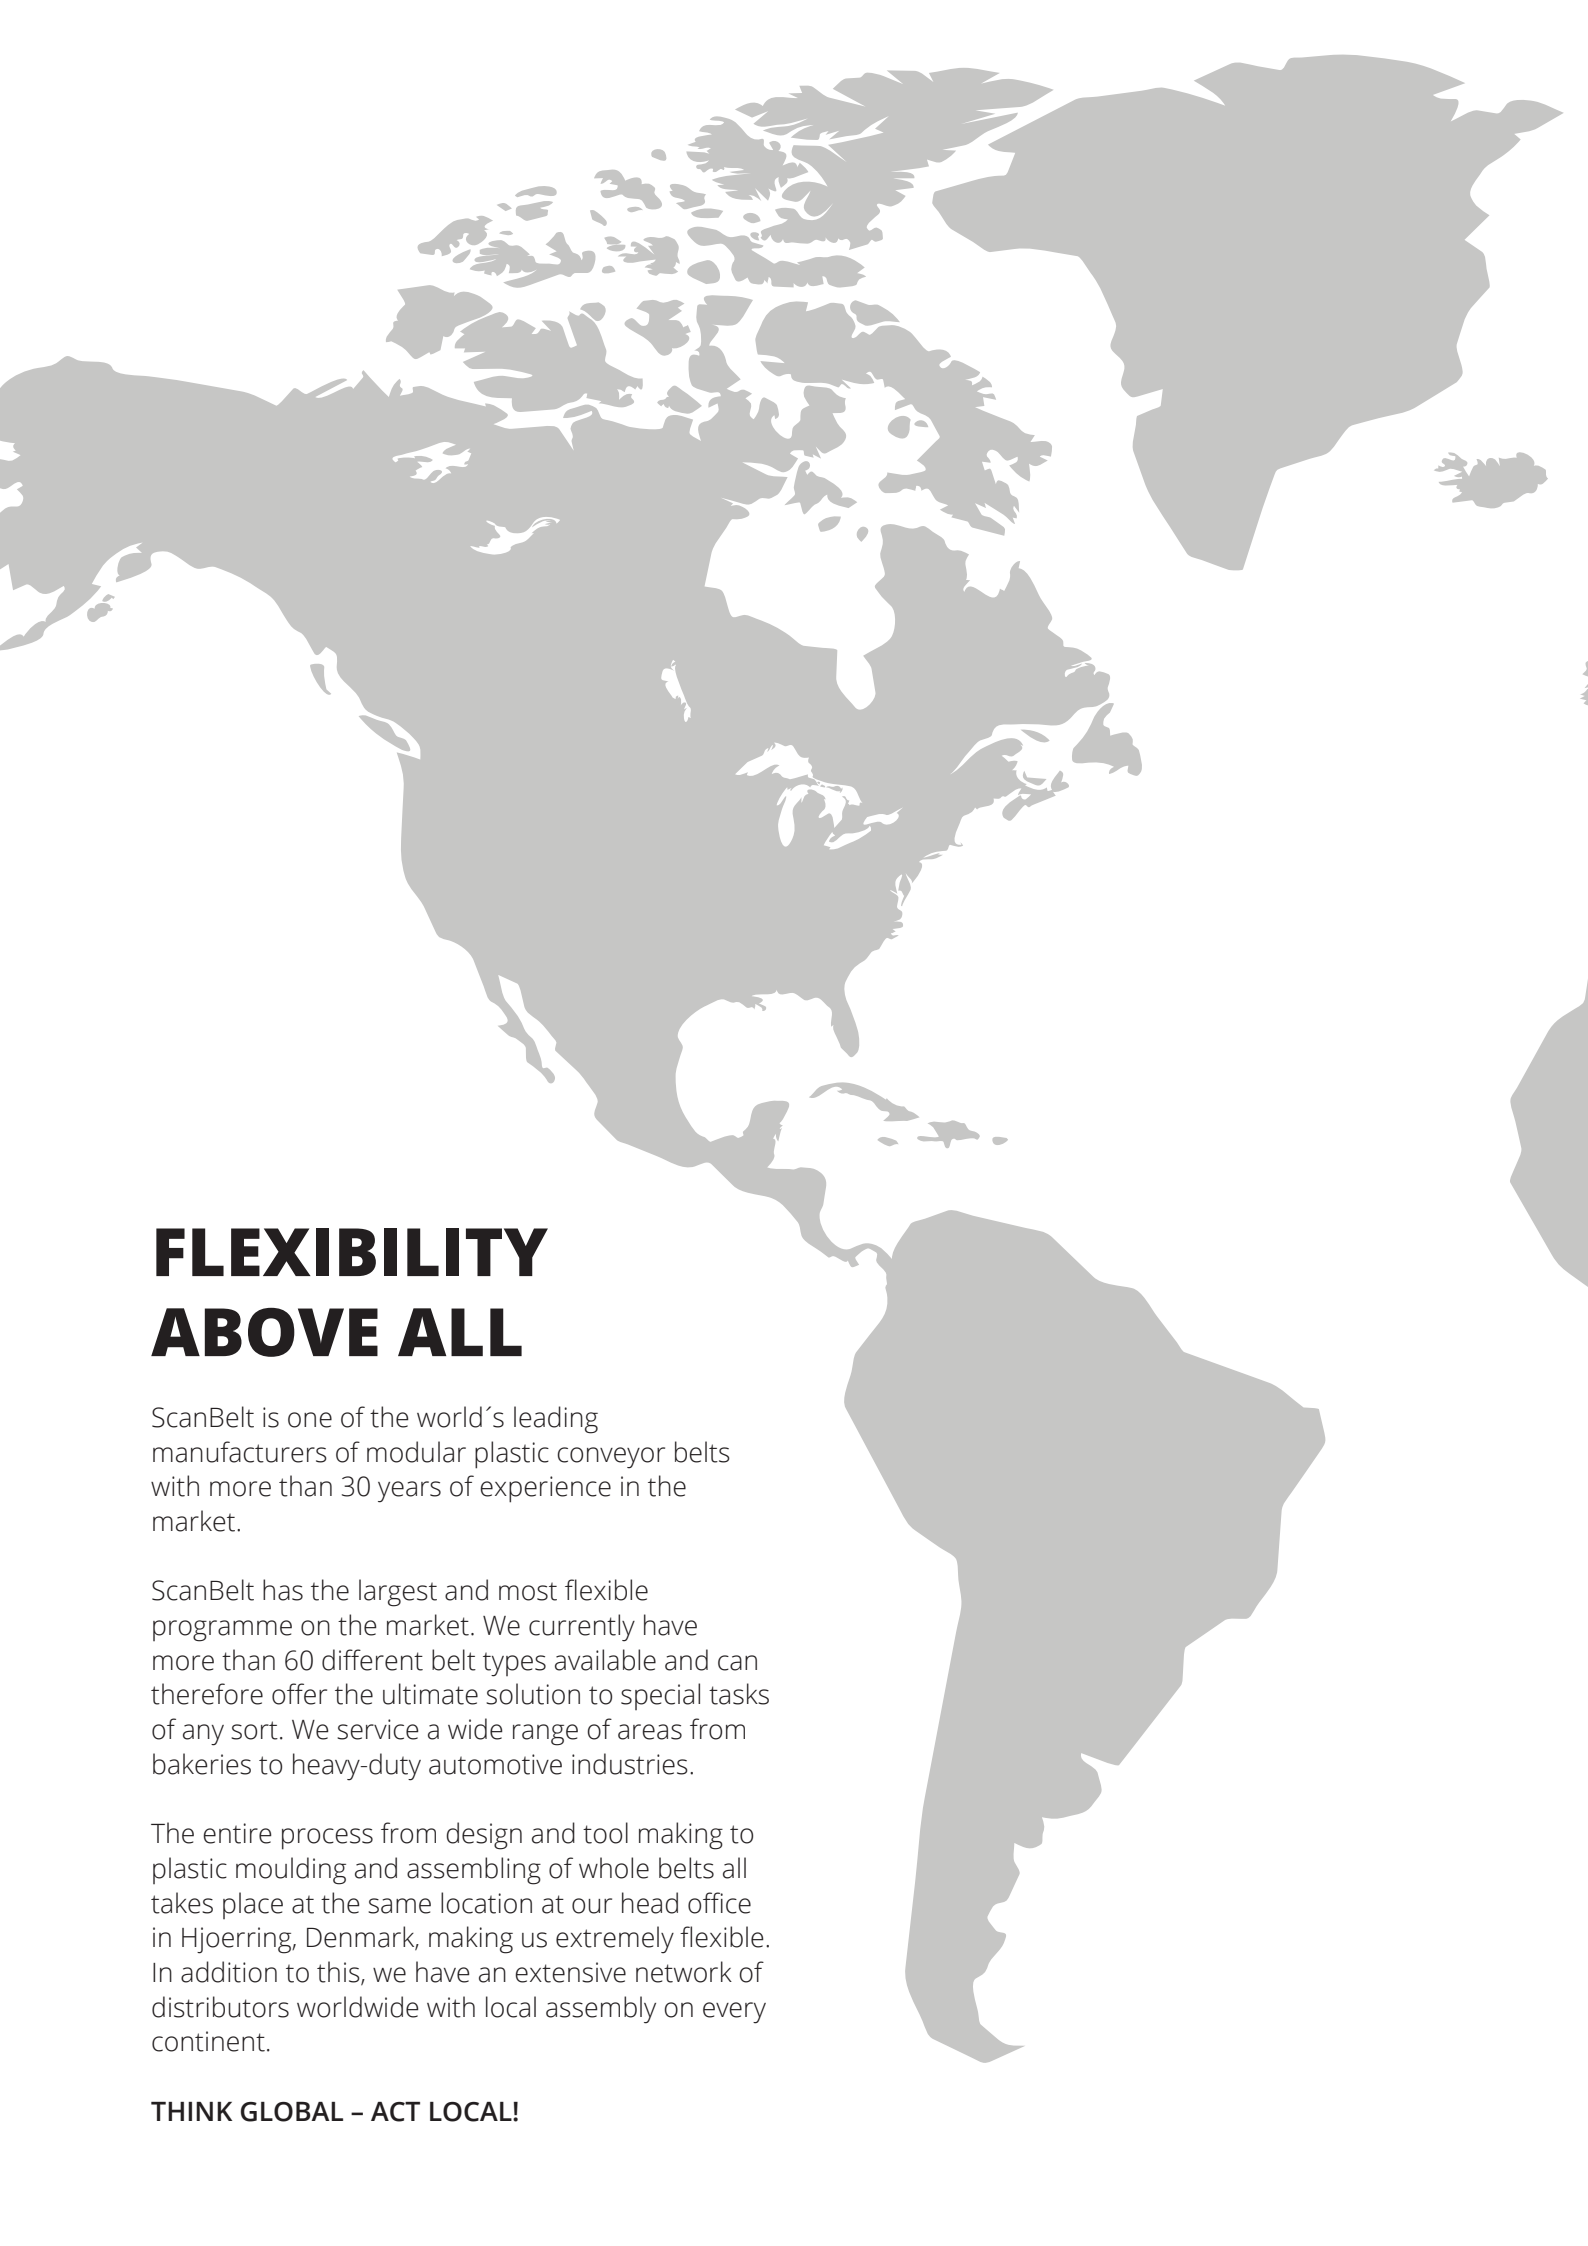 FLEXIBILITY
ABOVE ALL
ScanBelt is one of the world´s leading
manufacturers of modular plastic conveyor belts
with more than 30 years of experience in the
market.
ScanBelt has the largest and most flexible
programme on the market. We currently have
more than 60 different belt types available and can
therefore offer the ultimate solution to special tasks
of any sort. We service a wide range of areas from
bakeries to heavy-duty automotive industries.
The entire process from design and tool making to
plastic moulding and assembling of whole belts all
takes place at the same location at our head office
in Hjoerring, Denmark, making us extremely flexible.
In addition to this, we have an extensive network of
distributors worldwide with local assembly on every
continent.
THINK GLOBAL – ACT LOCAL!